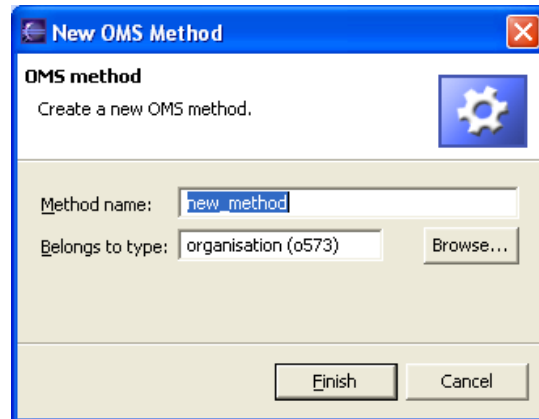 New OMS Method
OMS method
Create a new OMS method.
Method name: new_method
Belongs to type: organisation (o573) Browse...
Finish Cancel